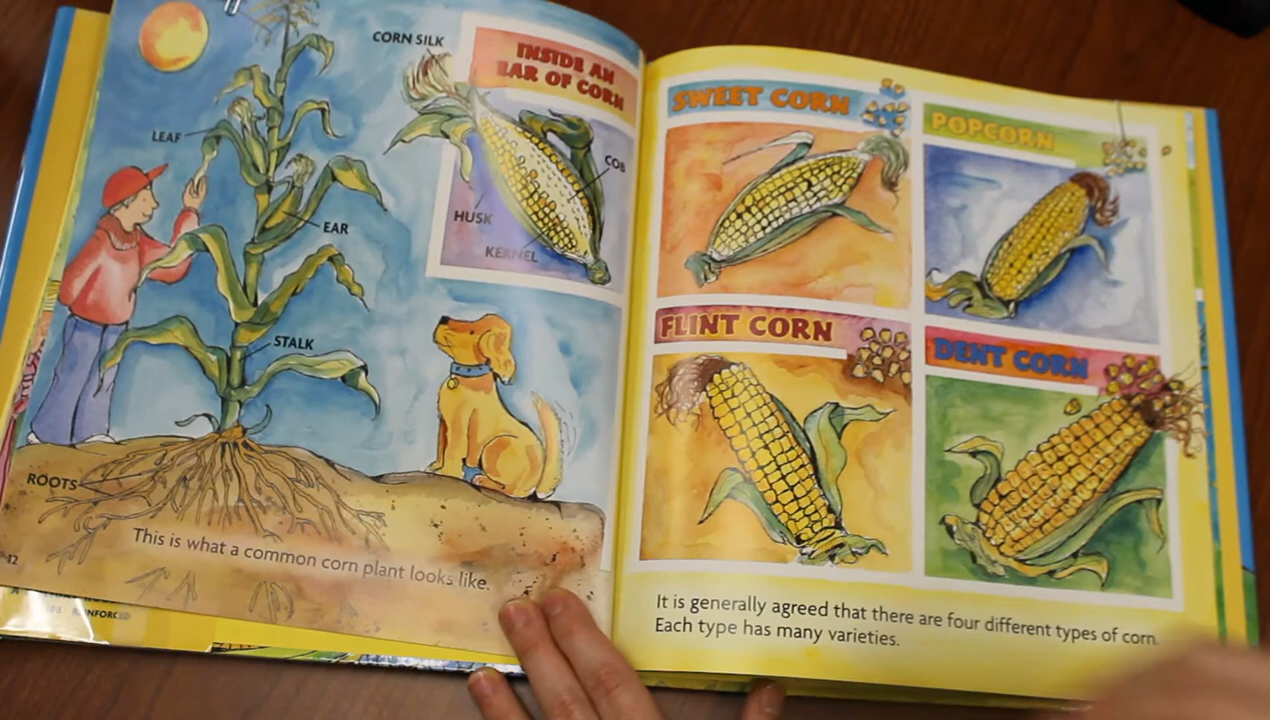 CORN SILK
INSIDE AN
EAR OF CORN
LEAF
COB
HUSK
EAR
KERNEL
STALK
ROOTS
This is what a common corn plant looks like.
12
REINFORCED
SWEET CORN
POPCORN
FLINT CORN
DENT CORN
It is generally agreed that there are four different types of corn.
Each type has many varieties.